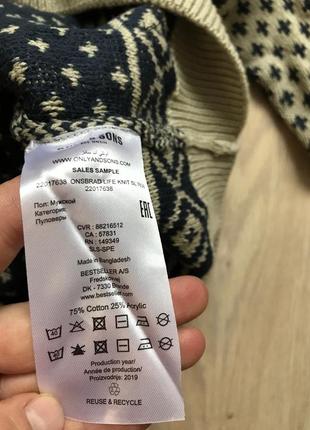 SONS
WWW.ONLYANDSONS.COM
SALES SAMPLE
22017638 ONSBRAD LIFE KNIT
22017638
Пол: Мужской
Категория:
Пуловеры
EAC
CVR : 88216512
CA : 57831
RN : 149349
SLS-SPE
Made in Bangladesh
BESTSELLER A/S
Fredskovvej
DK - 7330 Brande
www.bestseller.com
75% Cotton 25% Acrylic
Production year/
Année de production/
Proizvodnje: 2019
REUSE & RECYCLE